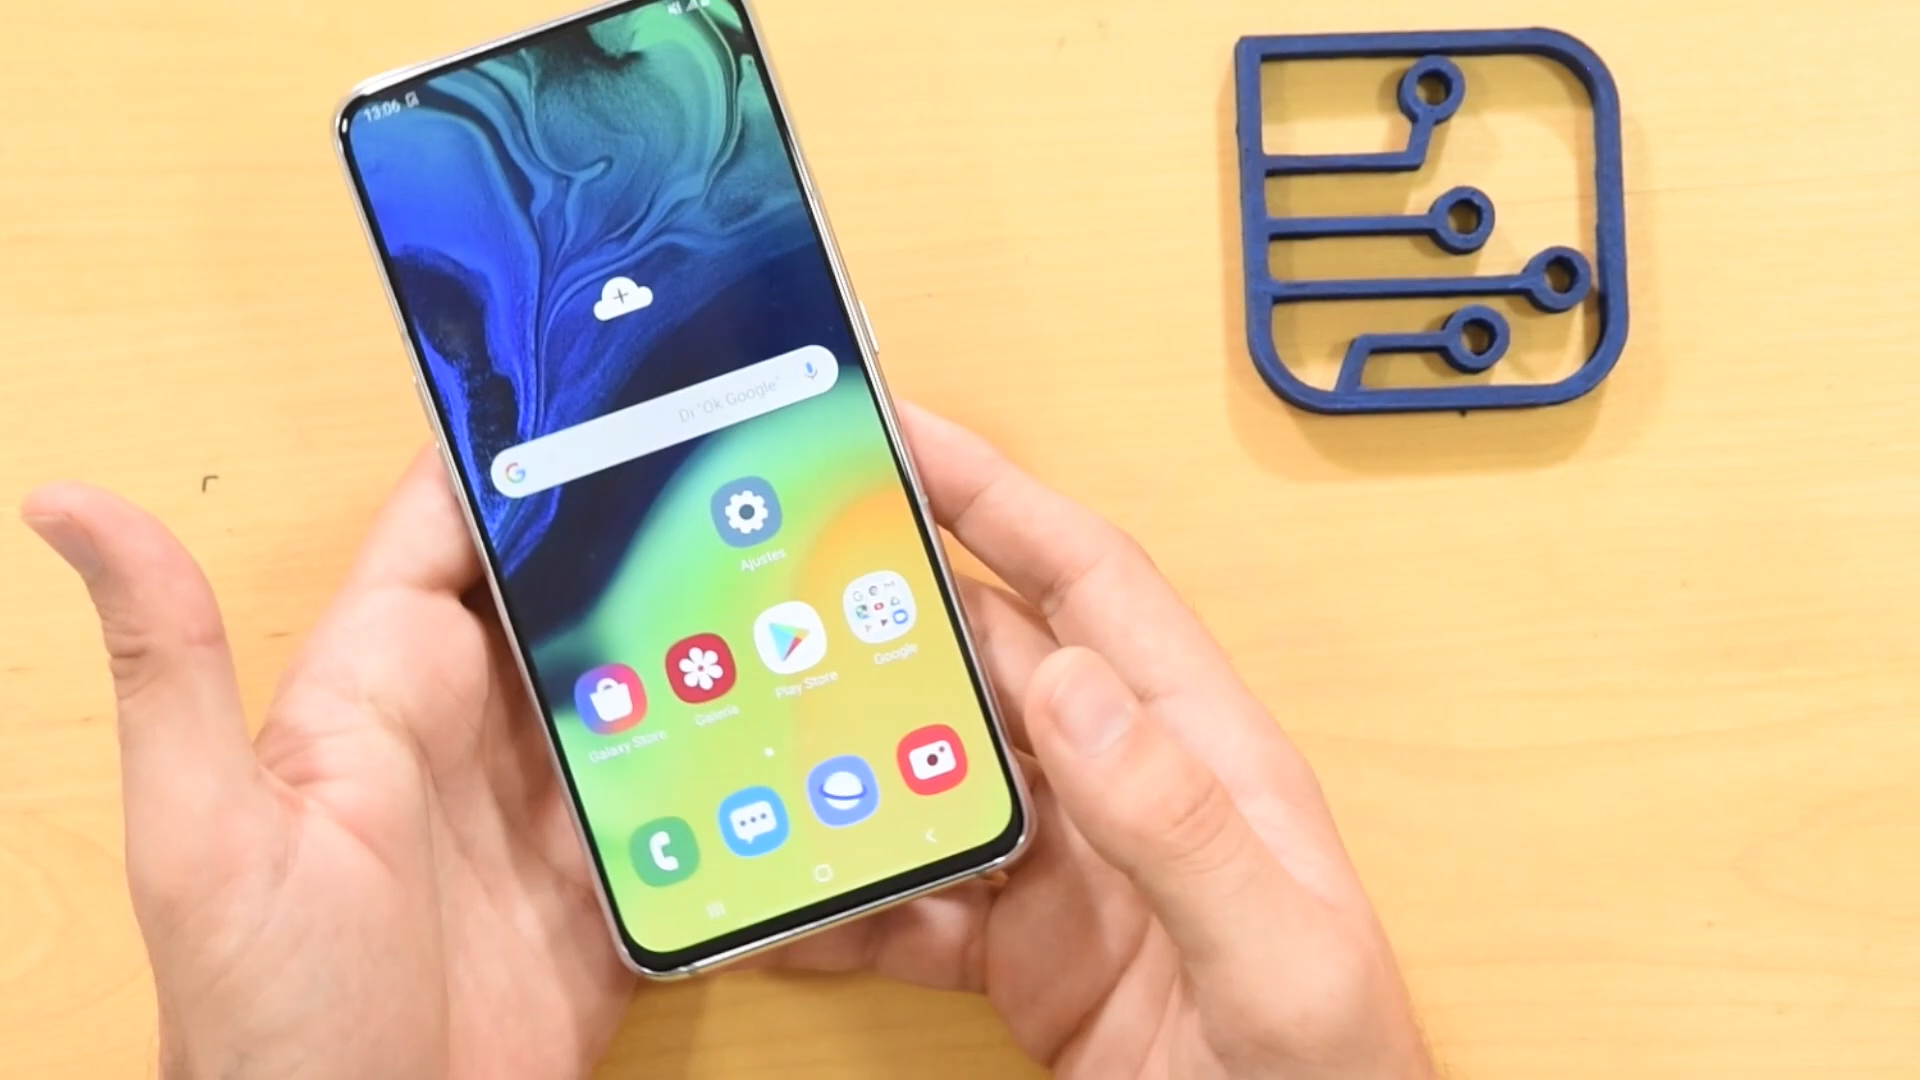 13:06
G
Di "Ok Google"
Ajustes
Galaxy Store
Galería
Play Store
Google